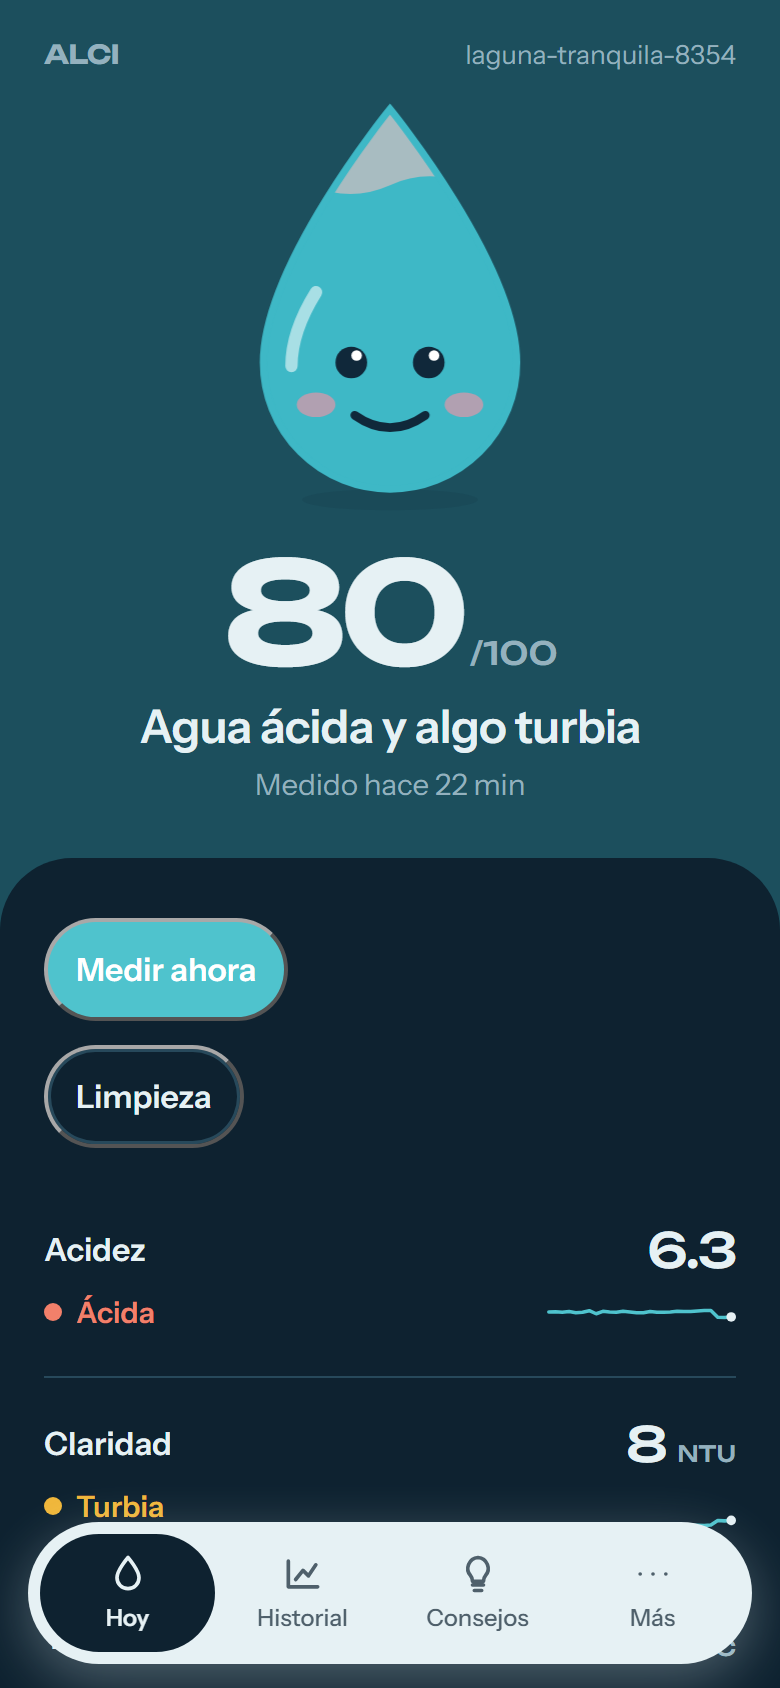 ALCI
laguna-tranquila-8354
80/100
Agua ácida y algo turbia
Medido hace 22 min
Medir ahora
Limpieza
Acidez
6.3
Ácida
Claridad
8 NTU
Turbia
Hoy
Historial
Consejos
Más